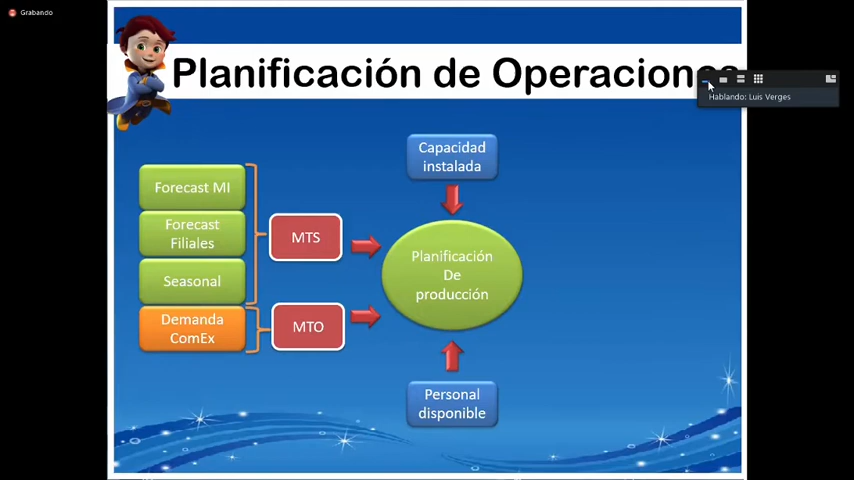 Grabando
Planificación de Operaciones
Hablando: Luis Verges
Capacidad
instalada
Forecast MI
Forecast
Filiales
Seasonal
Demanda
ComEx
MTS
MTO
Planificación
De
producción
Personal
disponible